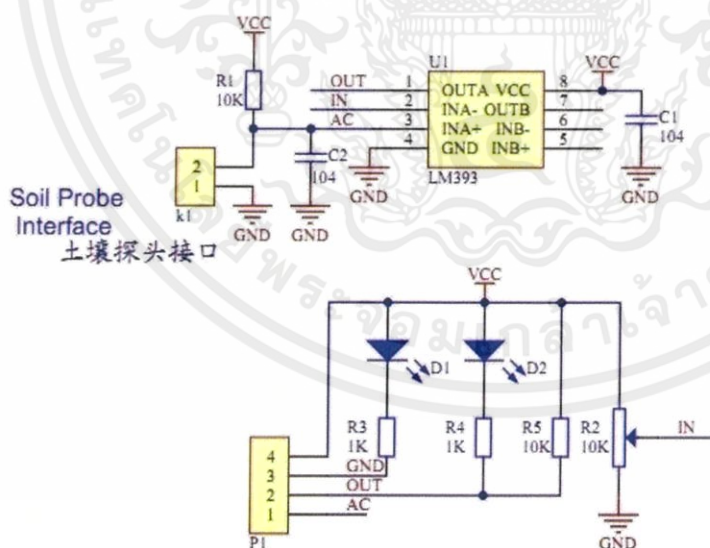 VCC
R1
10K
U1
VCC
OUT 1 OUTA VCC 8
IN 2 INA- OUTB 7
AC 3 INA+ INB- 6
4 GND INB+ 5
LM393
C1
104
C2
104
GND
GND
2
1
k1
GND
GND
Soil Probe
Interface
土壤探头接口
VCC
D1
D2
R3
1K
R4
1K
R5
10K
R2
10K
IN
4
3 GND
2 OUT
1 AC
P1
GND